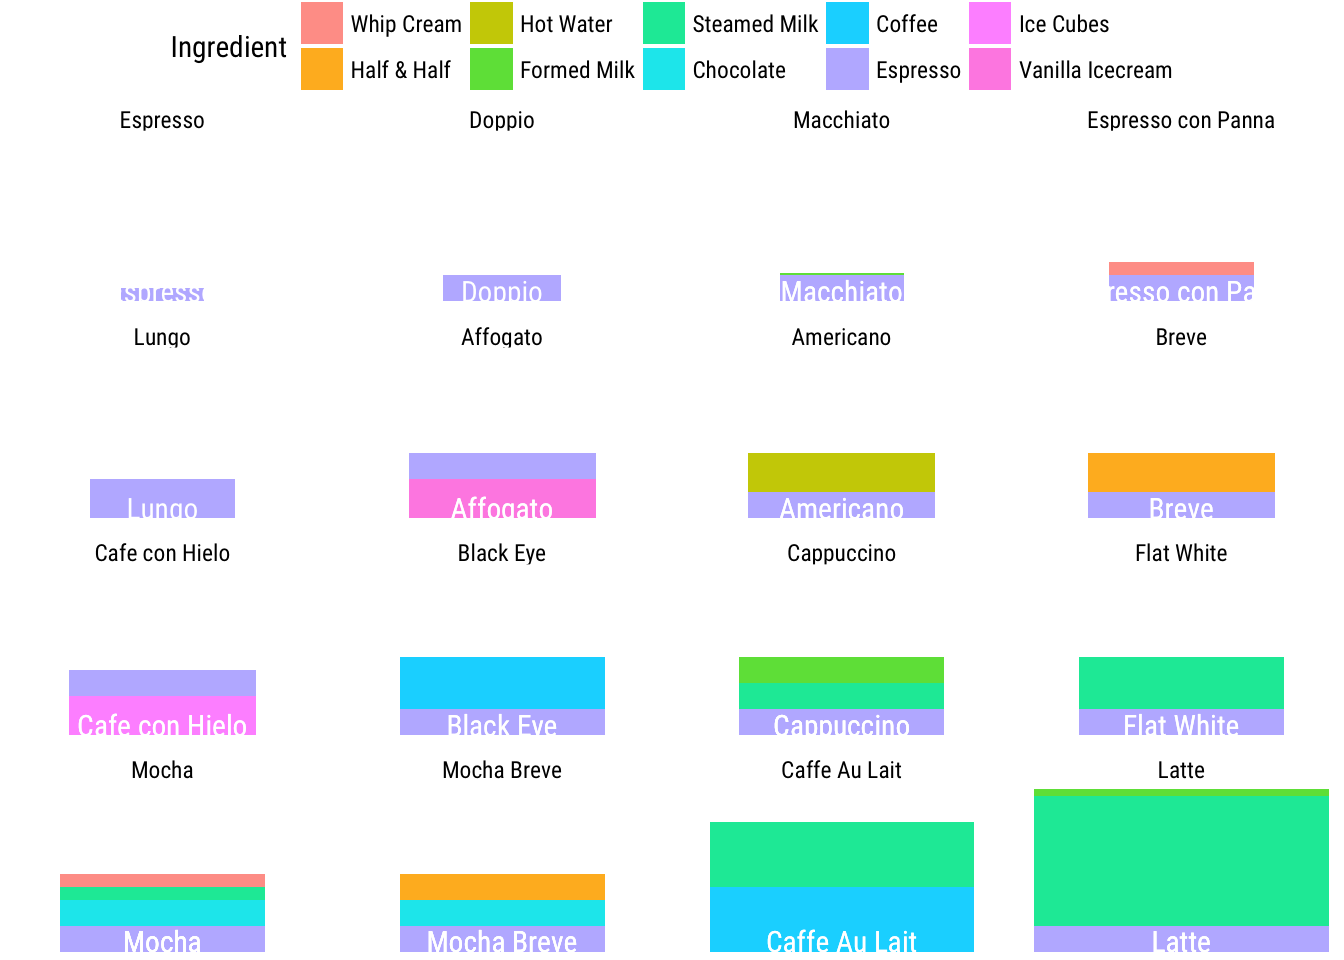 Ingredient
Whip Cream Hot Water Steamed Milk Coffee Ice Cubes
Half & Half Formed Milk Chocolate Espresso Vanilla Icecream
Espresso Doppio Macchiato Espresso con Panna
spresso Doppio Macchiato resso con Pa
Lungo Affogato Americano Breve
Lungo Affogato Americano Breve
Cafe con Hielo Black Eye Cappuccino Flat White
Cafe con Hielo Black Eye Cappuccino Flat White
Mocha Mocha Breve Caffe Au Lait Latte
Mocha Mocha Breve Caffe Au Lait Latte